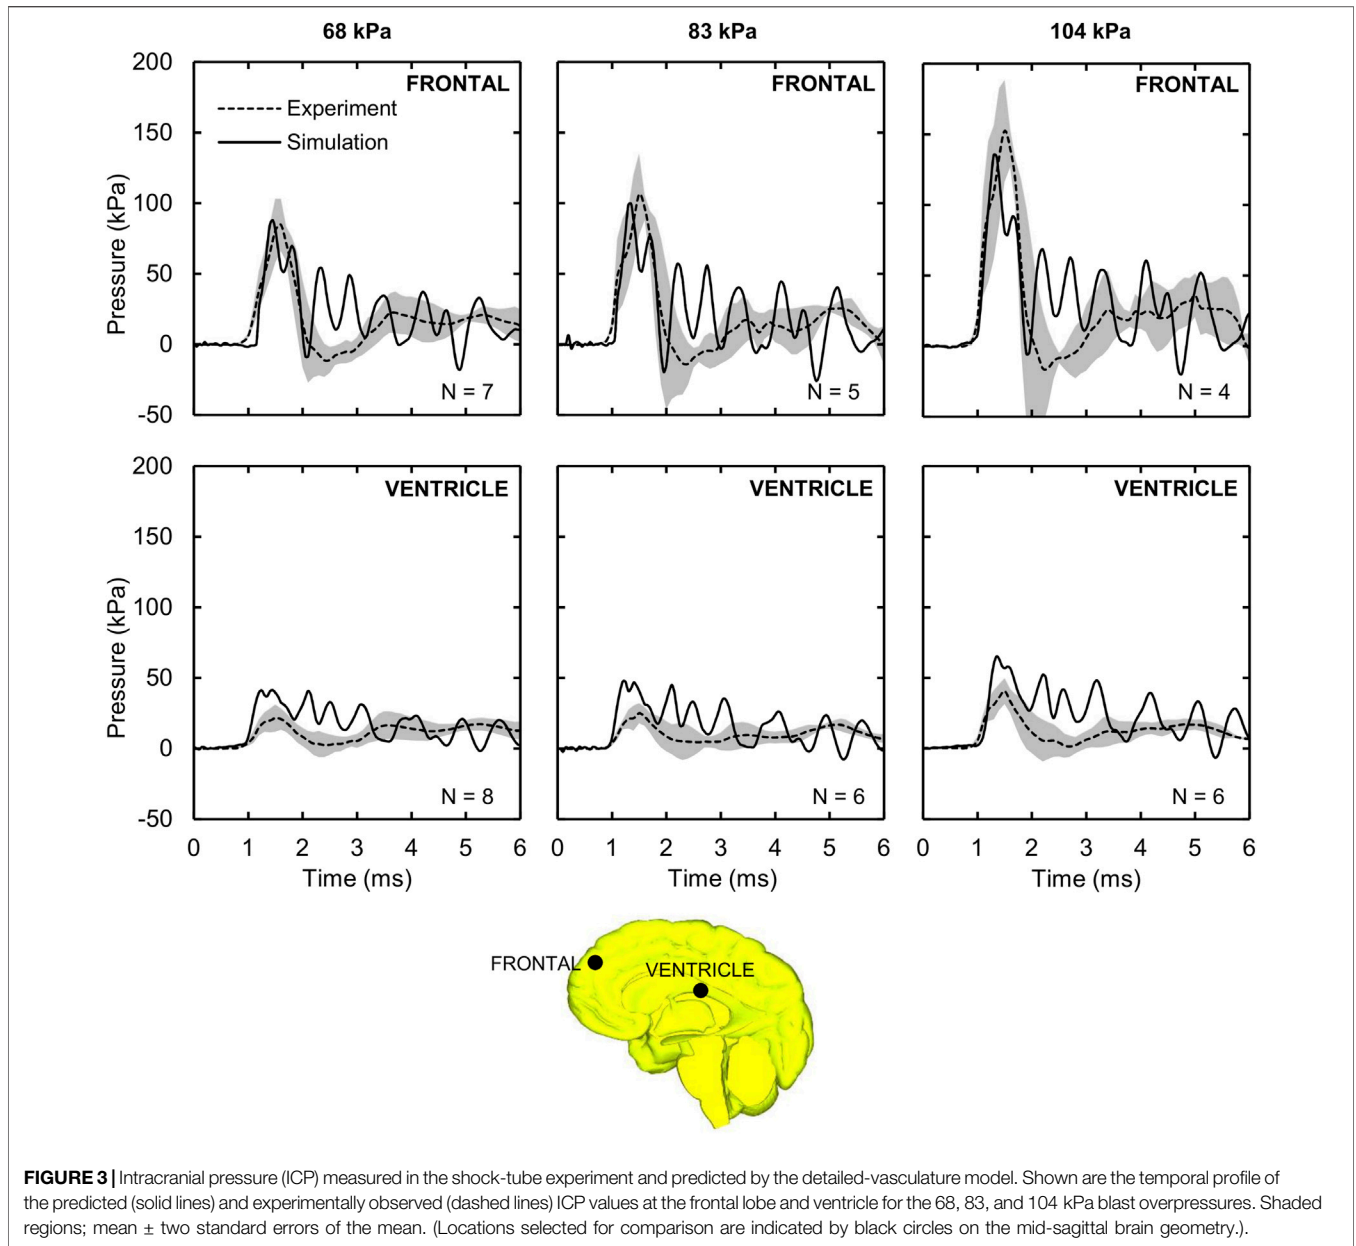 68 kPa 83 kPa 104 kPa
200
150
100
50
0
-50
Pressure (kPa)
FRONTAL
Experiment
Simulation
N = 7
FRONTAL
N = 5
FRONTAL
N = 4
200
150
100
50
0
-50
Pressure (kPa)
VENTRICLE
N = 8
VENTRICLE
N = 6
VENTRICLE
N = 6
0 1 2 3 4 5 6 0 1 2 3 4 5 6 0 1 2 3 4 5 6
Time (ms) Time (ms) Time (ms)
FRONTAL
VENTRICLE
FIGURE 3 | Intracranial pressure (ICP) measured in the shock-tube experiment and predicted by the detailed-vasculature model. Shown are the temporal profile of
the predicted (solid lines) and experimentally observed (dashed lines) ICP values at the frontal lobe and ventricle for the 68, 83, and 104 kPa blast overpressures. Shaded
regions; mean ± two standard errors of the mean. (Locations selected for comparison are indicated by black circles on the mid-sagittal brain geometry.).